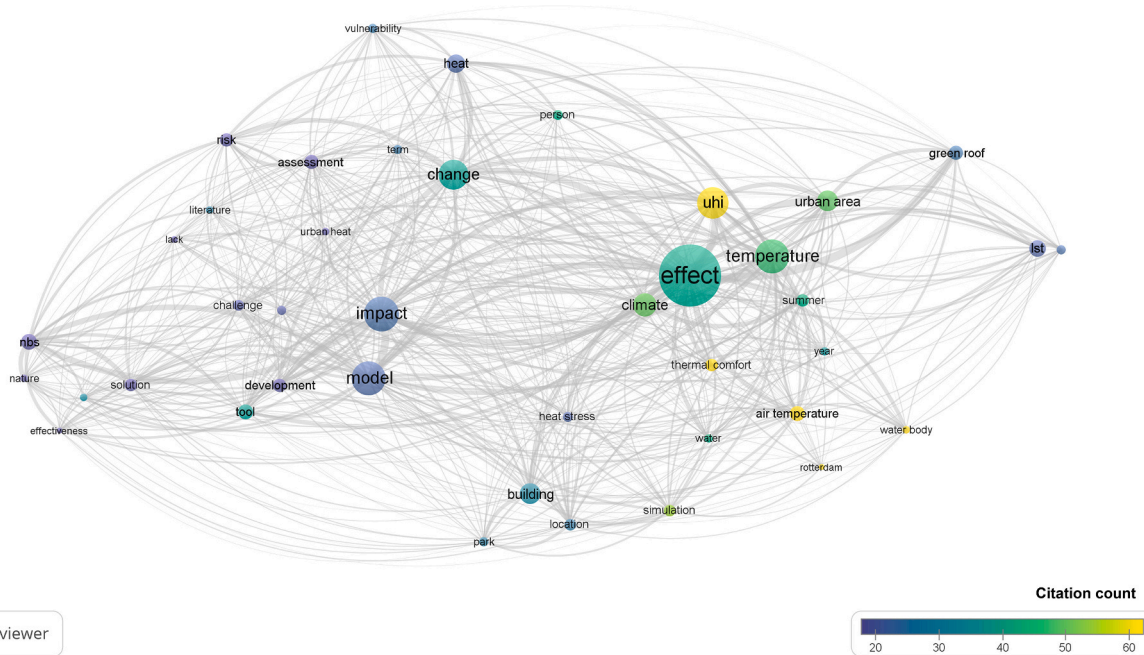 vulnerability
heat
person
risk
term
assessment
green roof
change
uhi
urban area
literature
urban heat
lack
lst
temperature
effect
summer
climate
challenge
impact
nbs
year
thermal comfort
nature
solution
development
model
tool
air temperature
heat stress
effectiveness
water body
water
rotterdam
building
simulation
location
park
Citation count
viewer
20 30 40 50 60